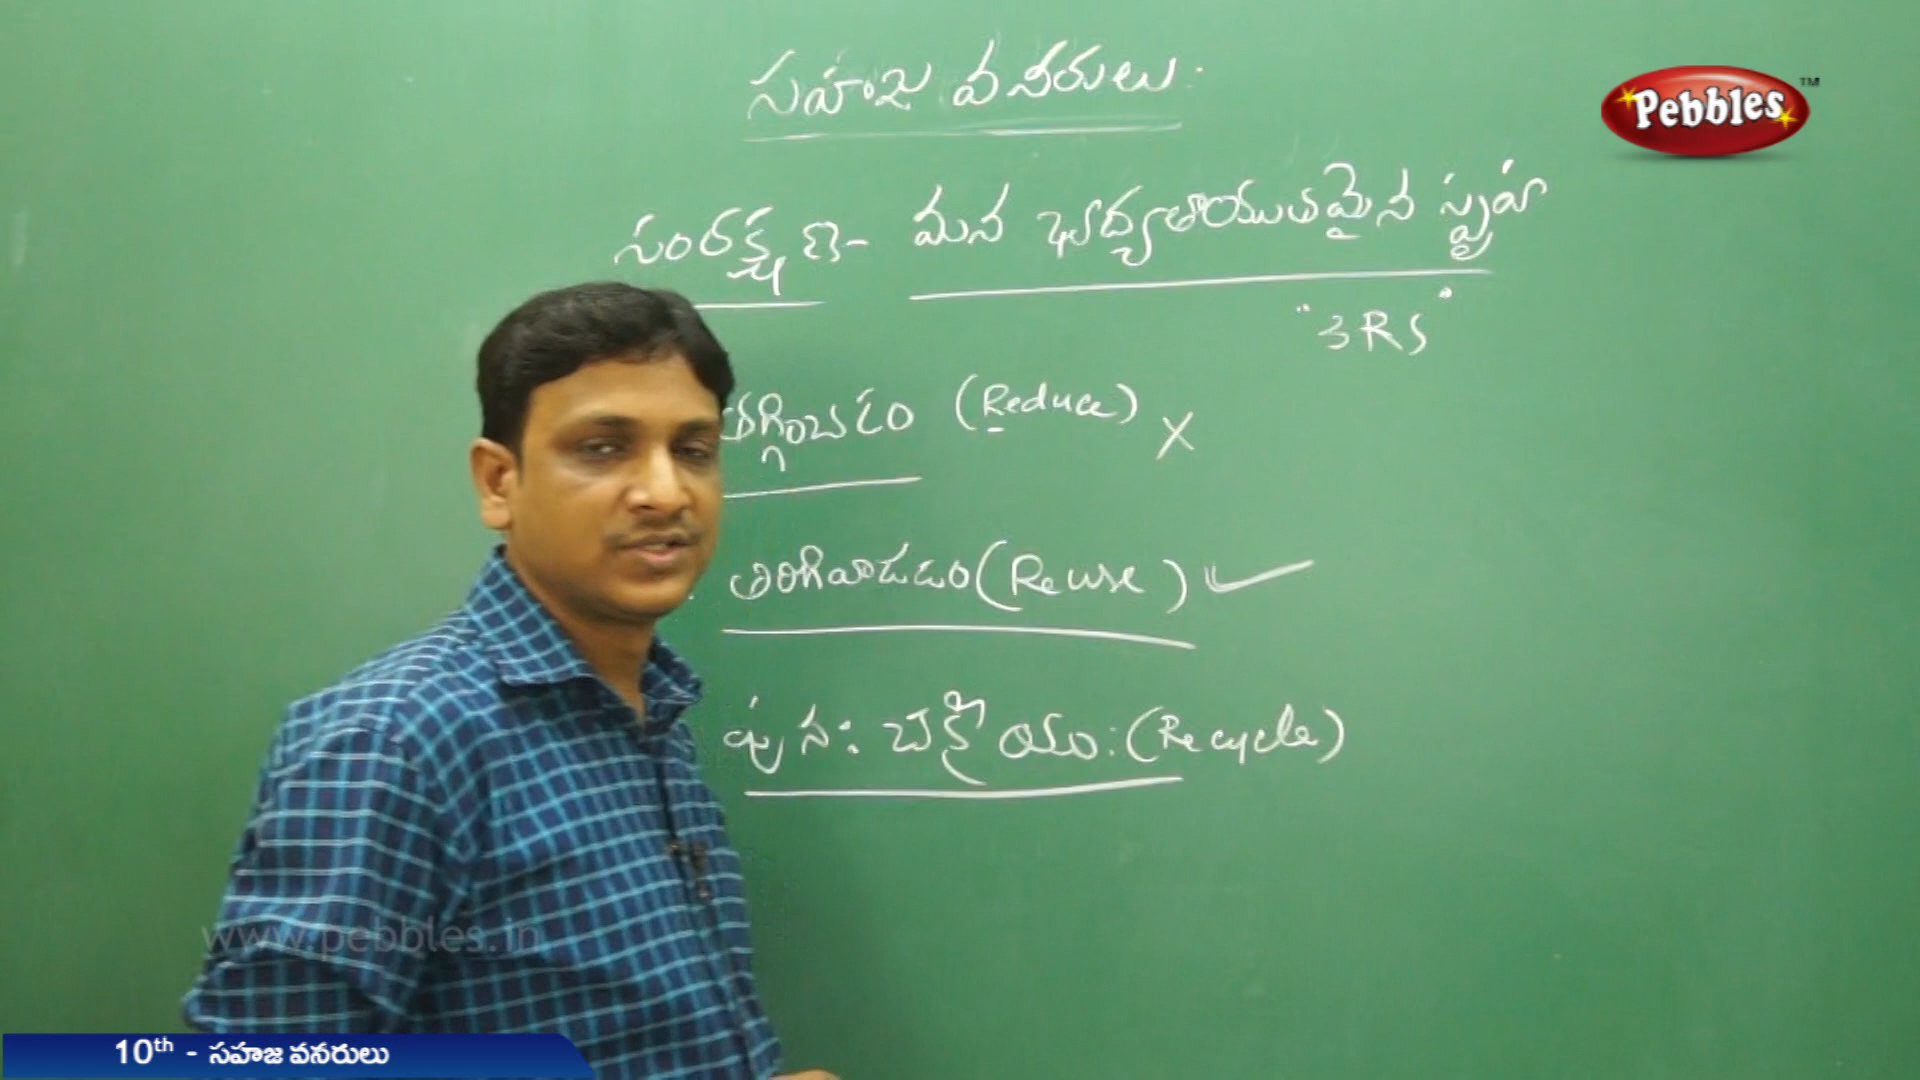 సహజ వనరులు.
Pebbles TM
సంరక్షణ - మన భాద్యతాయుతమైన స్పృహ
"3RS"
తగ్గించడం (Reduce) X
తిరిగివాడడం (Reuse) ✓
పునః చక్రీయం: (Recycle)
www.pebbles.in
10th - సహజ వనరులు